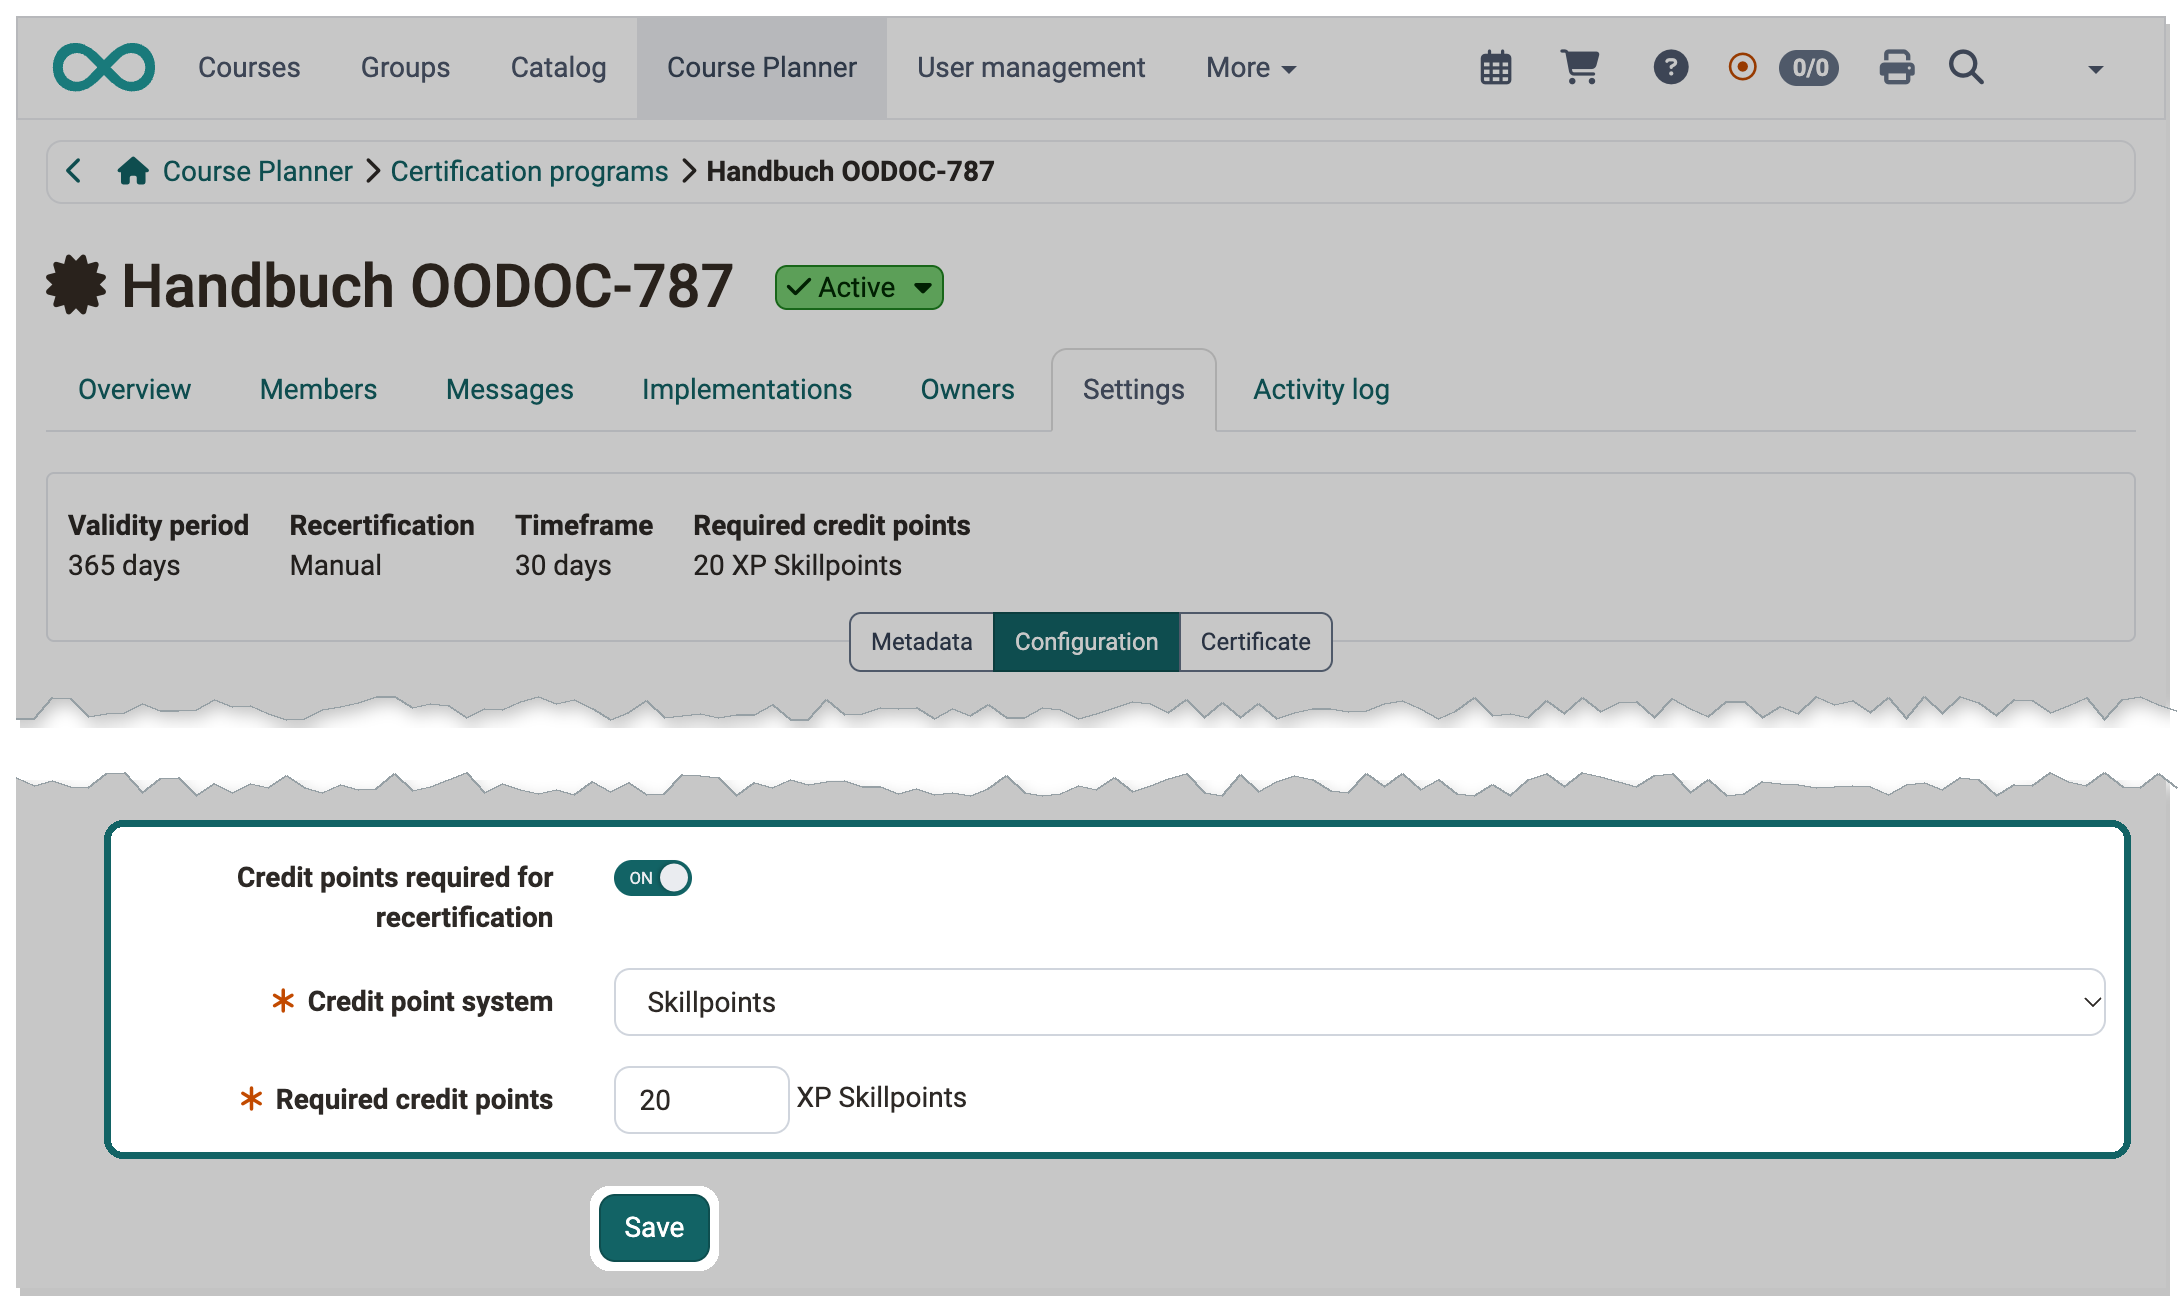 Courses Groups Catalog Course Planner User management More ? 0/0
Course Planner Certification programs Handbuch OODOC-787
Handbuch OODOC-787 Active
Overview Members Messages Implementations Owners Settings Activity log
Validity period Recertification Timeframe Required credit points
365 days Manual 30 days 20 XP Skillpoints
Metadata Configuration Certificate
Credit points required for ON
recertification
* Credit point system Skillpoints
* Required credit points 20 XP Skillpoints
Save